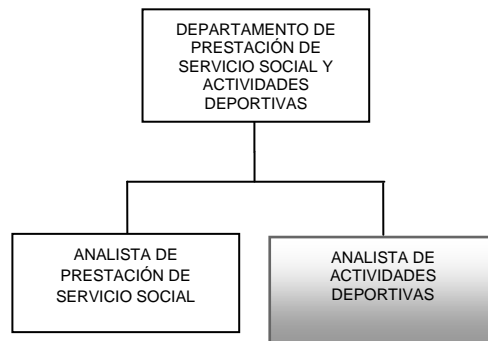 DEPARTAMENTO DE
PRESTACIÓN DE
SERVICIO SOCIAL Y
ACTIVIDADES
DEPORTIVAS
ANALISTA DE
PRESTACIÓN DE
SERVICIO SOCIAL
ANALISTA DE
ACTIVIDADES
DEPORTIVAS